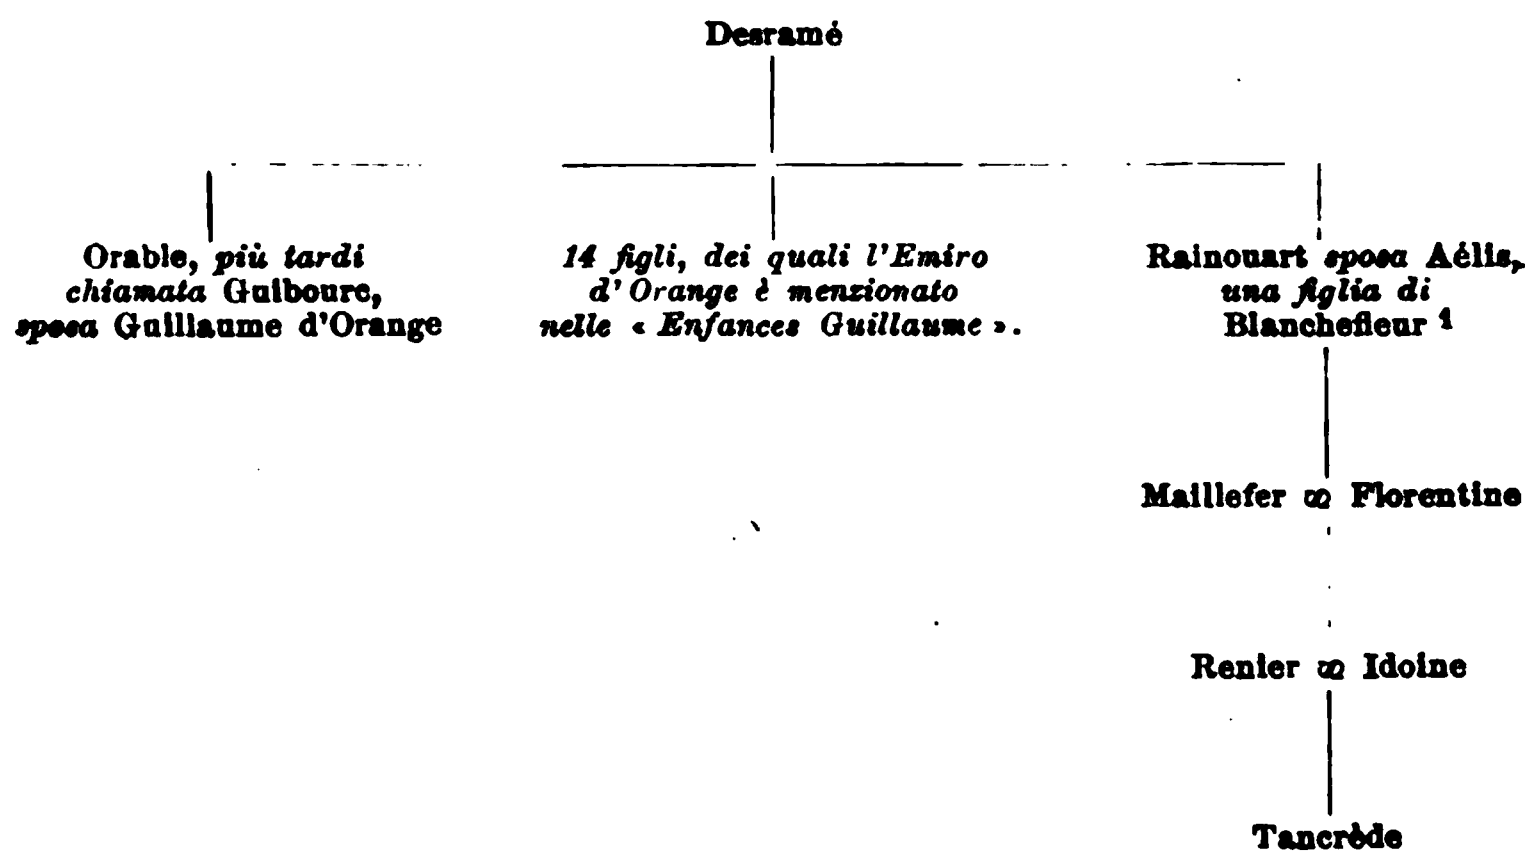 Desramé
Orable, più tardi
chiamata Guibourc,
sposa Guillaume d'Orange
14 figli, dei quali l'Emiro
d'Orange è menzionato
nelle « Enfances Guillaume ».
Rainouart sposa Aélis,
una figlia di
Blanchefleur 1
Maillefer ∞ Florentine
Renier ∞ Idoine
Tancrède